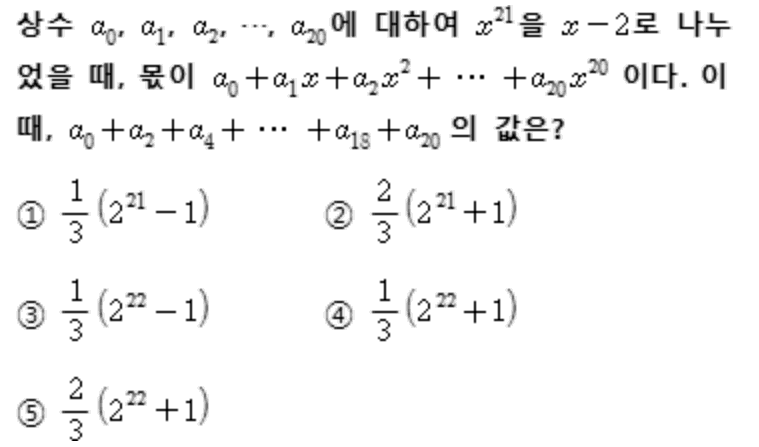 상수 a₀, a₁, a₂, ⋯, a₂₀에 대하여 x²¹을 x−2로 나누
었을 때, 몫이 a₀+a₁x+a₂x²+ ⋯ +a₂₀x²⁰ 이다. 이
때, a₀+a₂+a₄+ ⋯ +a₁₈+a₂₀ 의 값은?
① 1/3 (2²¹−1) ② 2/3 (2²¹+1)
③ 1/3 (2²²−1) ④ 1/3 (2²²+1)
⑤ 2/3 (2²²+1)